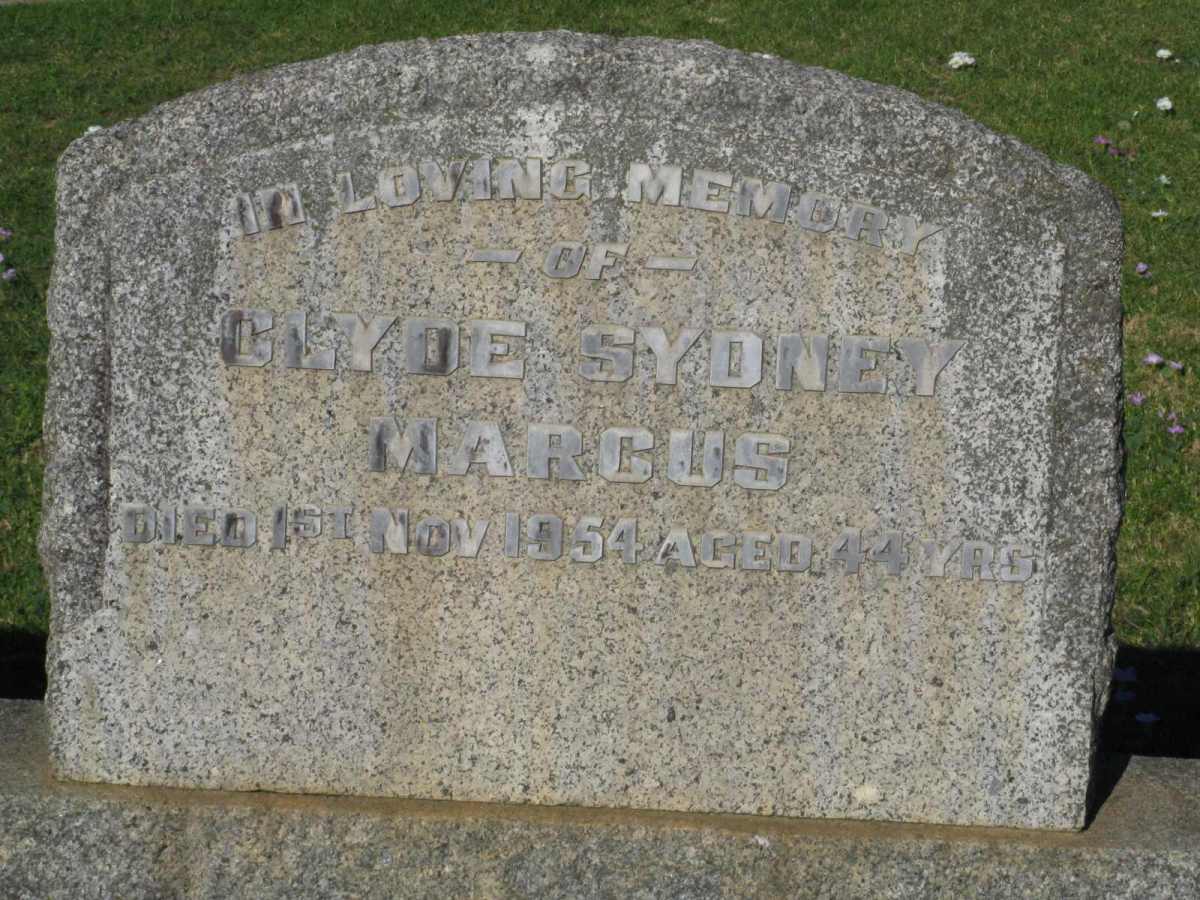 IN LOVING MEMORY
— OF —
CLYDE SYDNEY
MARCUS
DIED 1ST NOV 1954 AGED 44 YRS